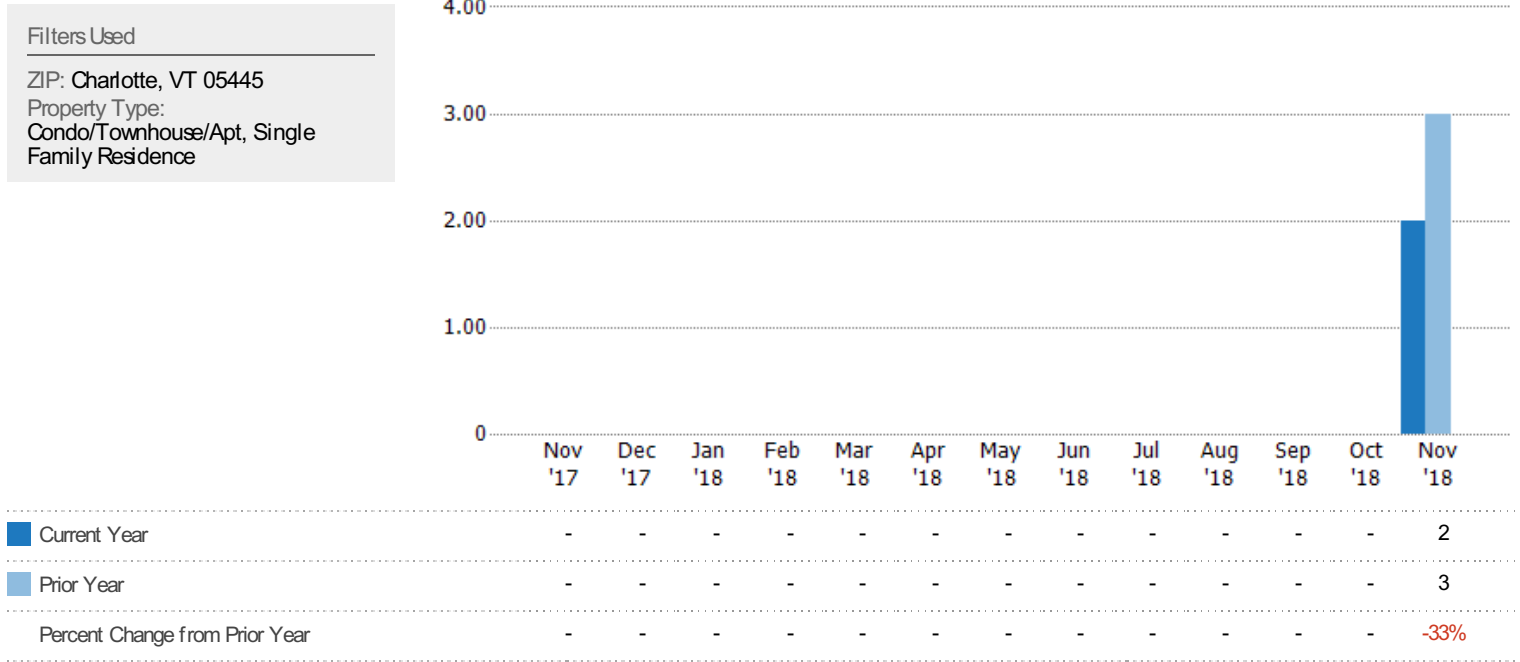 Filters Used
ZIP: Charlotte, VT 05445
Property Type:
Condo/Townhouse/Apt, Single
Family Residence
4.00
3.00
2.00
1.00
0
Nov Dec Jan Feb Mar Apr May Jun Jul Aug Sep Oct Nov
'17 '17 '18 '18 '18 '18 '18 '18 '18 '18 '18 '18 '18
Current Year - - - - - - - - - - - - 2
Prior Year - - - - - - - - - - - - 3
Percent Change from Prior Year - - - - - - - - - - - - -33%